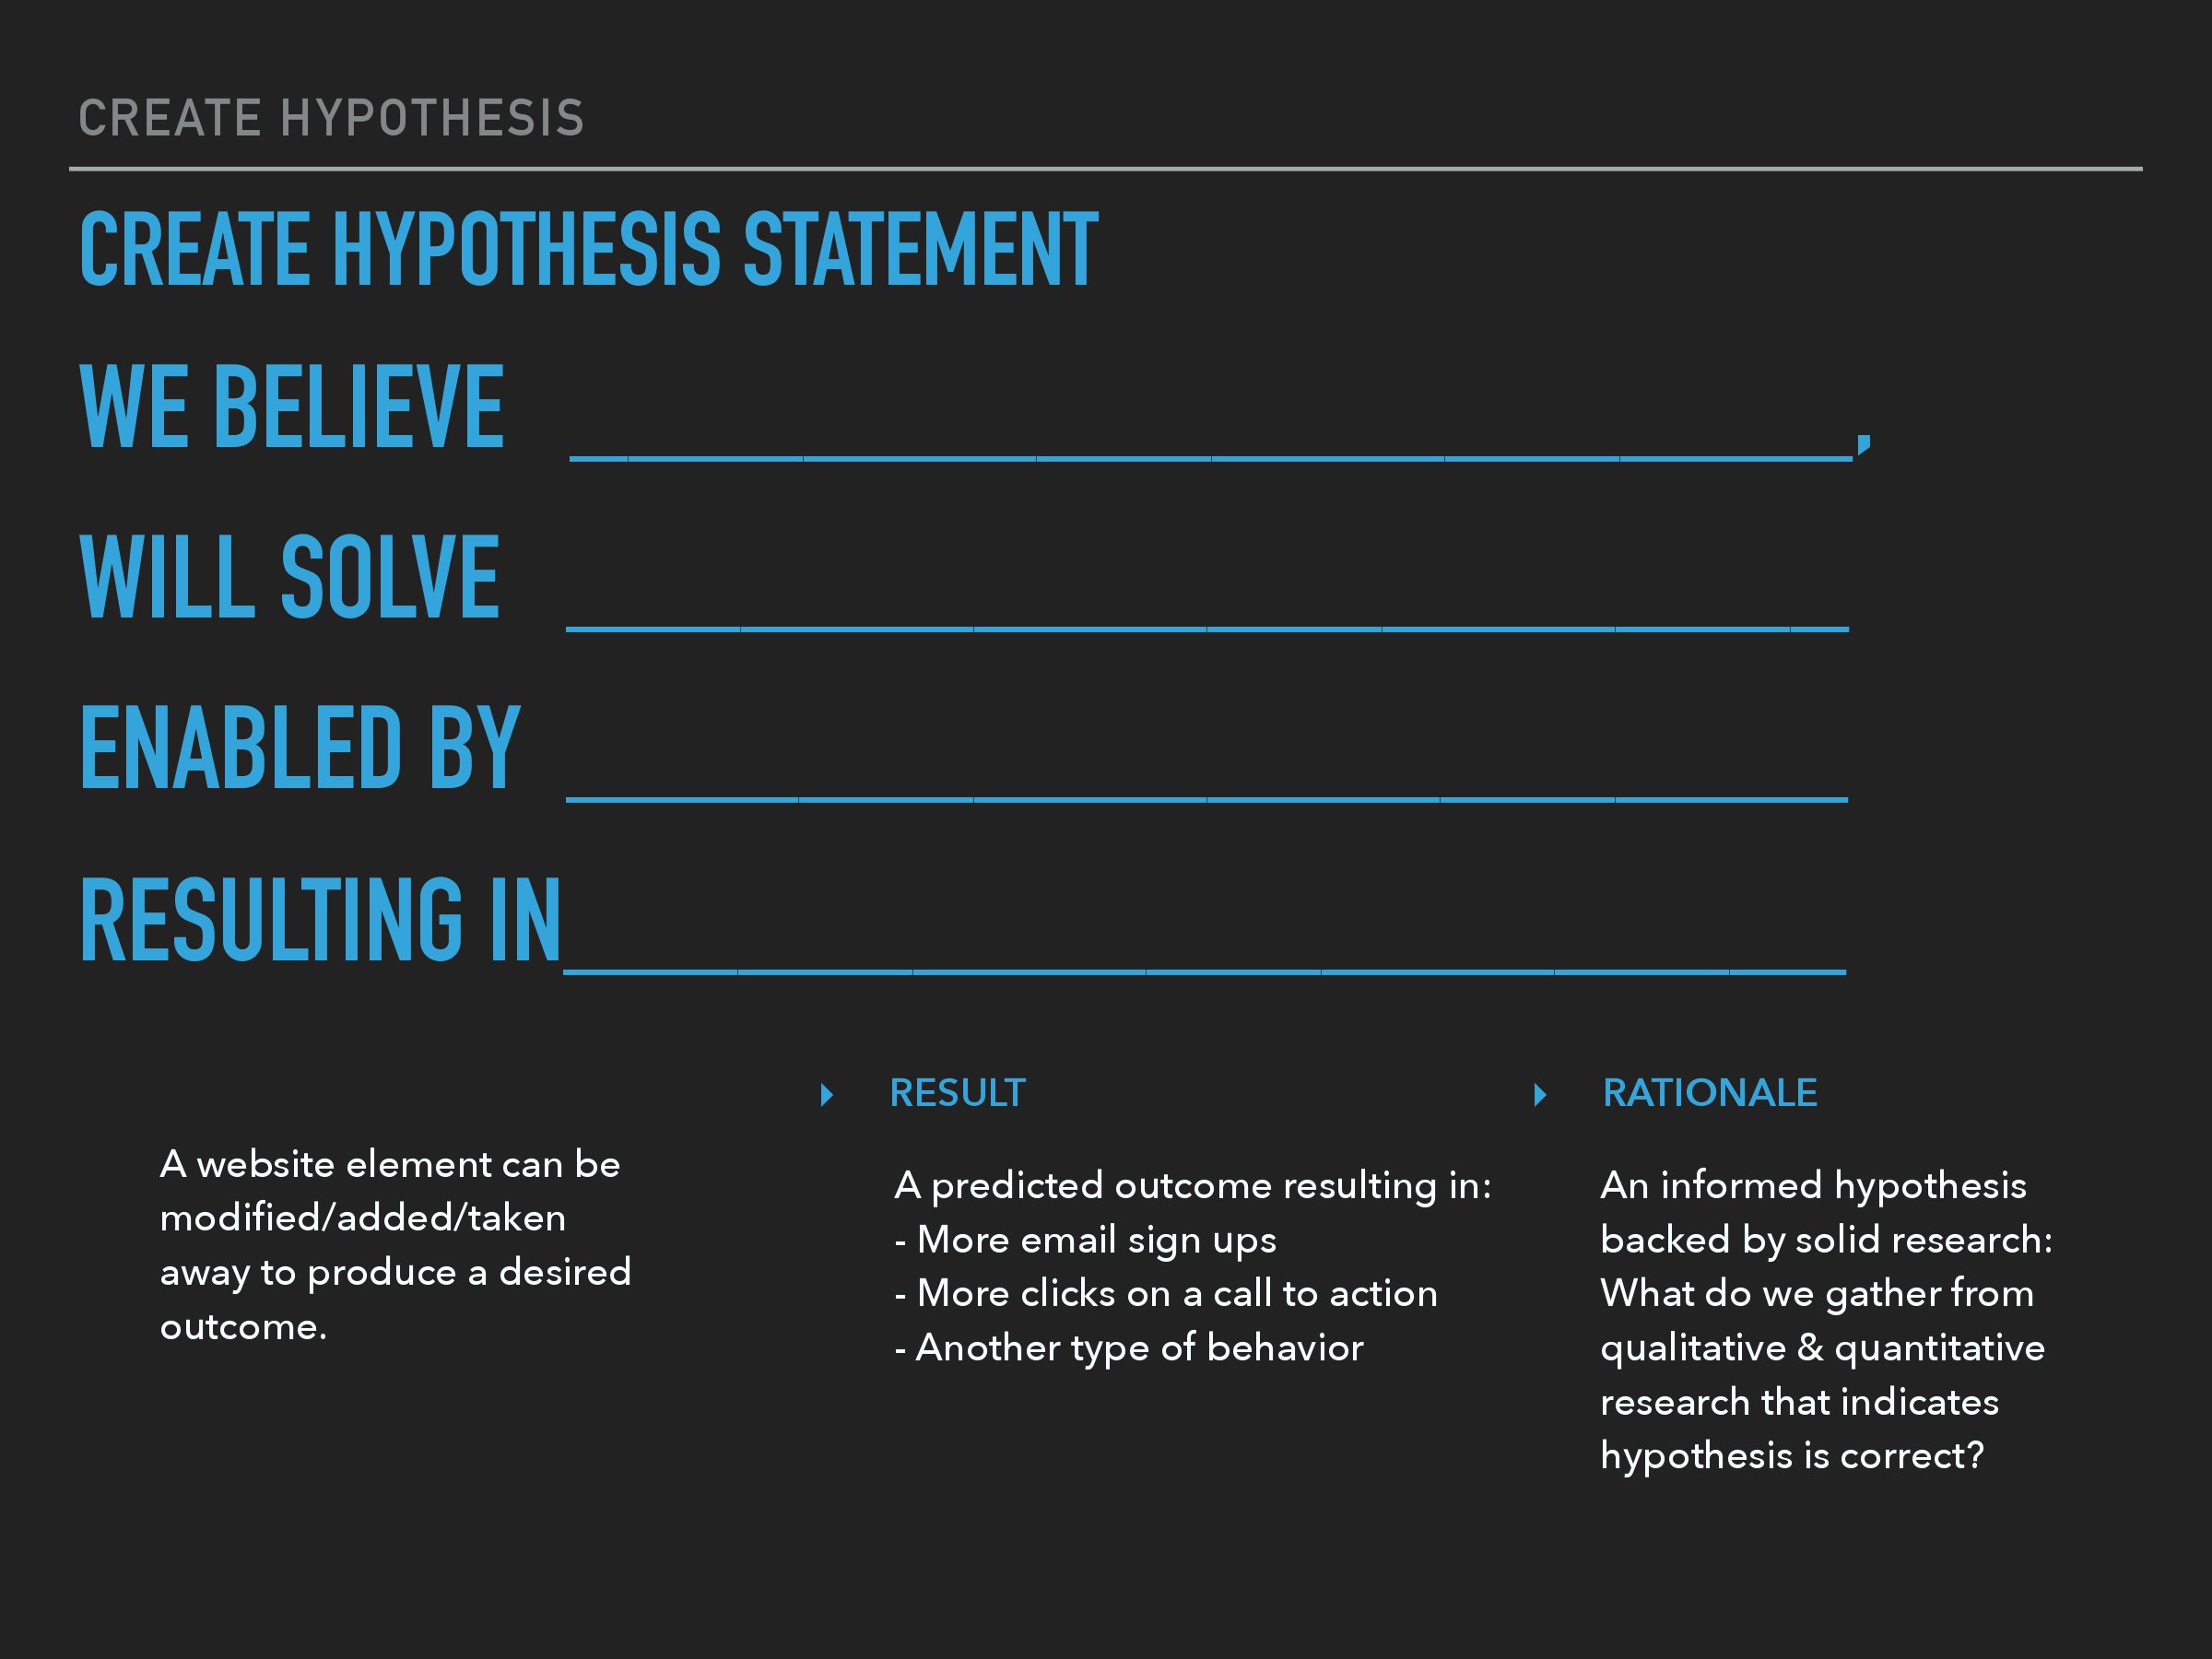 CREATE HYPOTHESIS
CREATE HYPOTHESIS STATEMENT
WE BELIEVE ______________________,
WILL SOLVE ______________________
ENABLED BY ______________________
RESULTING IN______________________
A website element can be
modified/added/taken
away to produce a desired
outcome.
RESULT
A predicted outcome resulting in:
- More email sign ups
- More clicks on a call to action
- Another type of behavior
RATIONALE
An informed hypothesis
backed by solid research:
What do we gather from
qualitative & quantitative
research that indicates
hypothesis is correct?